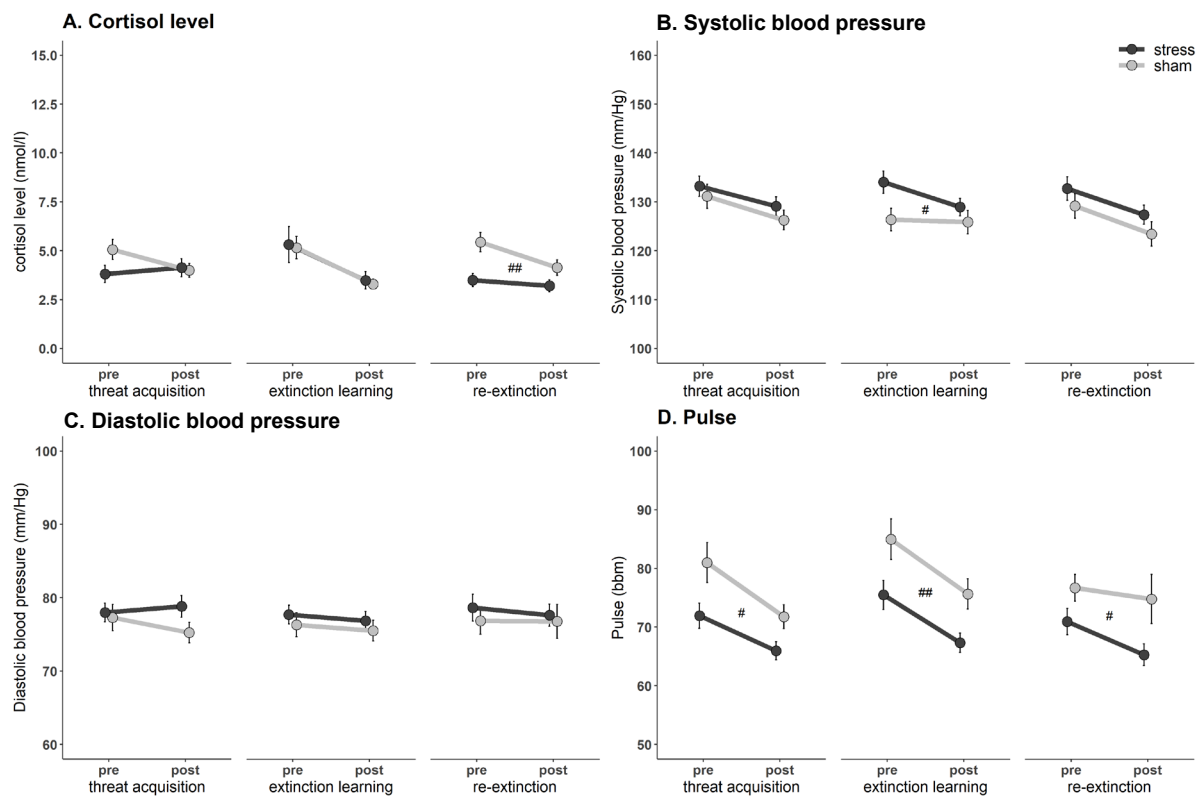 A. Cortisol level
cortisol level (nmol/l)
15.0
12.5
10.0
7.5
5.0
2.5
0.0
##
pre post pre post pre post
threat acquisition extinction learning re-extinction
B. Systolic blood pressure
stress
sham
Systolic blood pressure (mm/Hg)
160
150
140
130
120
110
100
#
pre post pre post pre post
threat acquisition extinction learning re-extinction
C. Diastolic blood pressure
Diastolic blood pressure (mm/Hg)
100
90
80
70
60
pre post pre post pre post
threat acquisition extinction learning re-extinction
D. Pulse
Pulse (bbm)
100
90
80
70
60
50
# ## #
pre post pre post pre post
threat acquisition extinction learning re-extinction